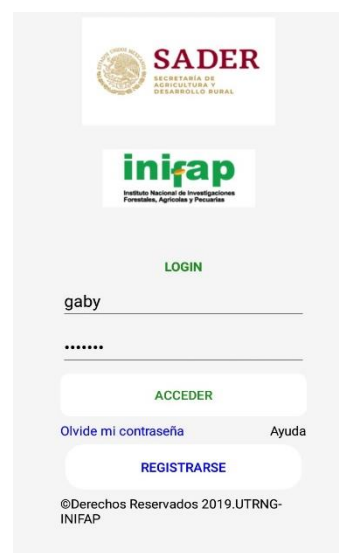 SADER
SECRETARÍA DE
AGRICULTURA Y
DESARROLLO RURAL
inifap
Instituto Nacional de Investigaciones
Forestales, Agrícolas y Pecuarias
LOGIN
gaby
•••••••
ACCEDER
Olvide mi contraseña Ayuda
REGISTRARSE
©Derechos Reservados 2019.UTRNG-
INIFAP